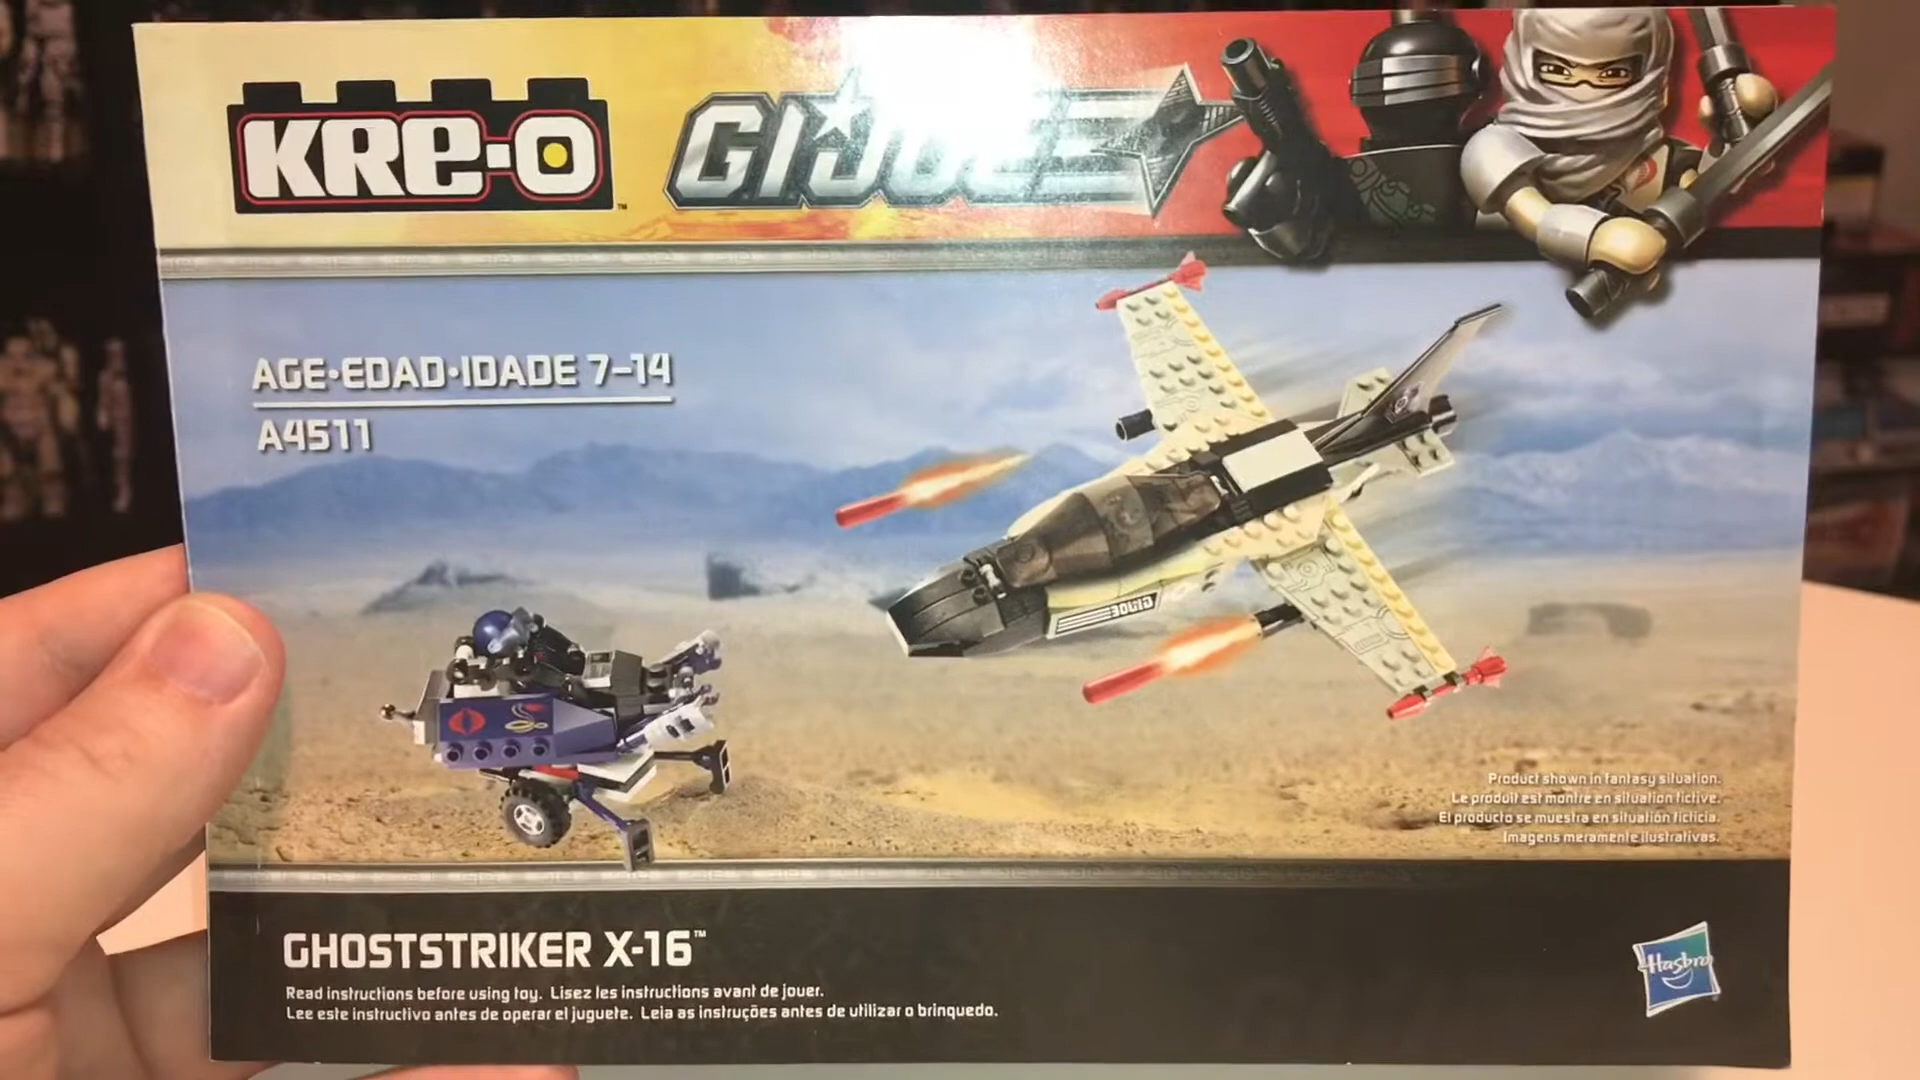 KRE-O™
G.I.JOE
AGE•EDAD•IDADE 7–14
A4511
Product shown in fantasy situation.
Le produit est montre en situation fictive.
El producto se muestra en situatión ficticia.
Imagens meramente ilustrativas.
GHOSTSTRIKER X-16™
Hasbro
Read instructions before using toy. Lisez les instructions avant de jouer.
Lee este instructivo antes de operar el juguete. Leia as instruções antes de utilizar o brinquedo.